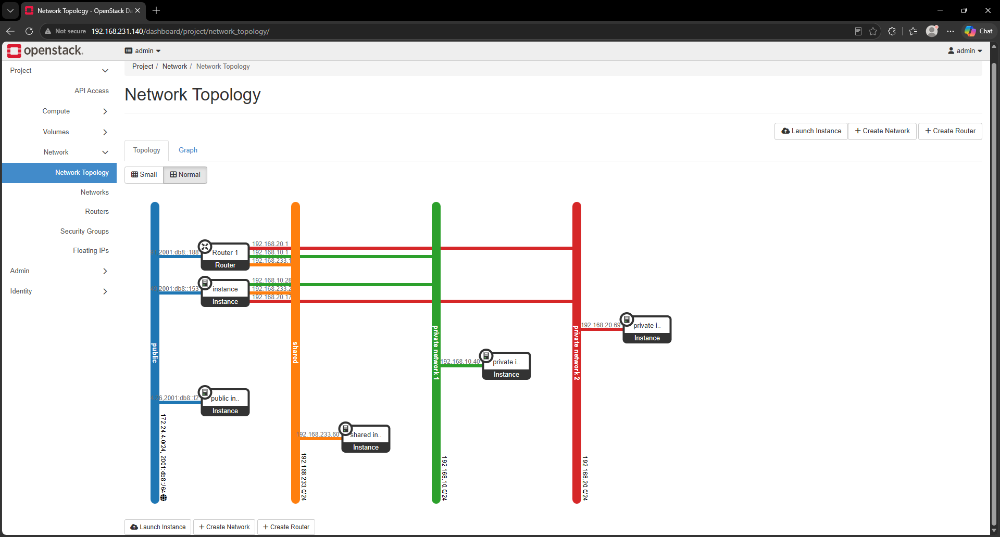 Network Topology - OpenStack Da
Not secure 192.168.231.140/dashboard/project/network_topology/
Chat
openstack.
admin
admin
Project / Network / Network Topology
Project
API Access
Compute
Volumes
Network
Network Topology
Networks
Routers
Security Groups
Floating IPs
Admin
Identity
Network Topology
Launch Instance
Create Network
Create Router
Topology
Graph
Small
Normal
192.168.20.1
2001:db8::188
Router 1
192.168.10.1
192.168.233.1
Router
192.168.10.28
2001:db8::153
instance
192.168.233.2
192.168.20.17
Instance
192.168.20.69
private i..
Instance
public
shared
private network 1
private network 2
192.168.10.40
private i..
Instance
26,2001:db8::f2
public in..
Instance
192.168.233.60
shared in..
Instance
172.24.4.0/24, 2001:db8::/64
192.168.233.0/24
192.168.10.0/24
192.168.20.0/24
Launch Instance
Create Network
Create Router